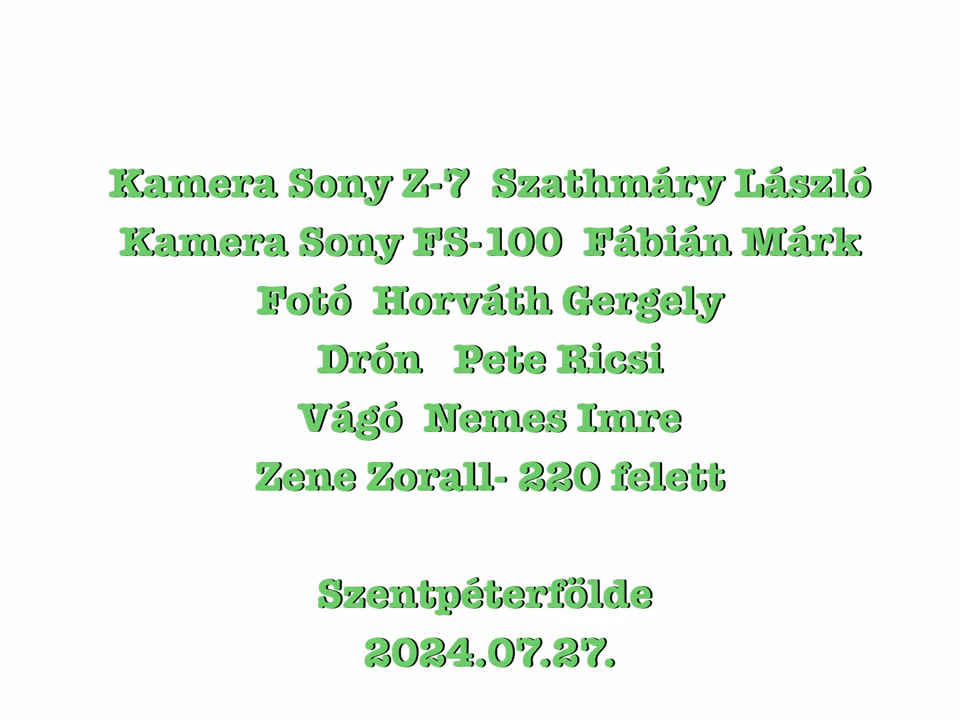 Kamera Sony Z-7  Szathmáry László
Kamera Sony FS-100  Fábián Márk
Fotó  Horváth Gergely
Drón   Pete Ricsi
Vágó  Nemes Imre
Zene Zorall- 220 felett
Szentpéterfölde
2024.07.27.